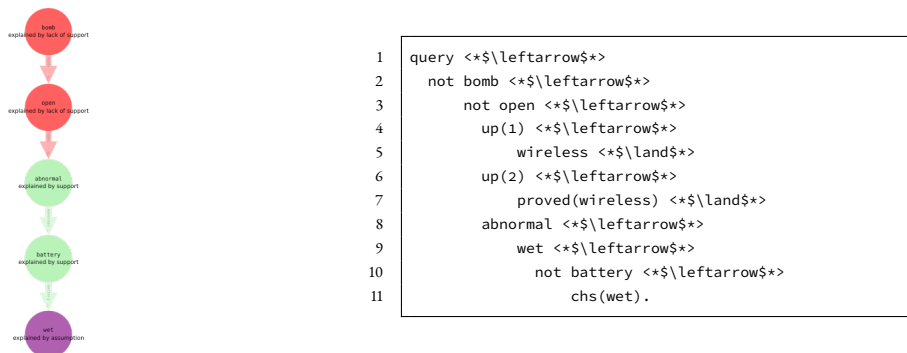 bomb
explained by lack of support
open
explained by lack of support
abnormal
explained by support
battery
explained by support
wet
explained by assumption
1 query <*$\leftarrow$*>
2 not bomb <*$\leftarrow$*>
3 not open <*$\leftarrow$*>
4 up(1) <*$\leftarrow$*>
5 wireless <*$\land$*>
6 up(2) <*$\leftarrow$*>
7 proved(wireless) <*$\land$*>
8 abnormal <*$\leftarrow$*>
9 wet <*$\leftarrow$*>
10 not battery <*$\leftarrow$*>
11 chs(wet).